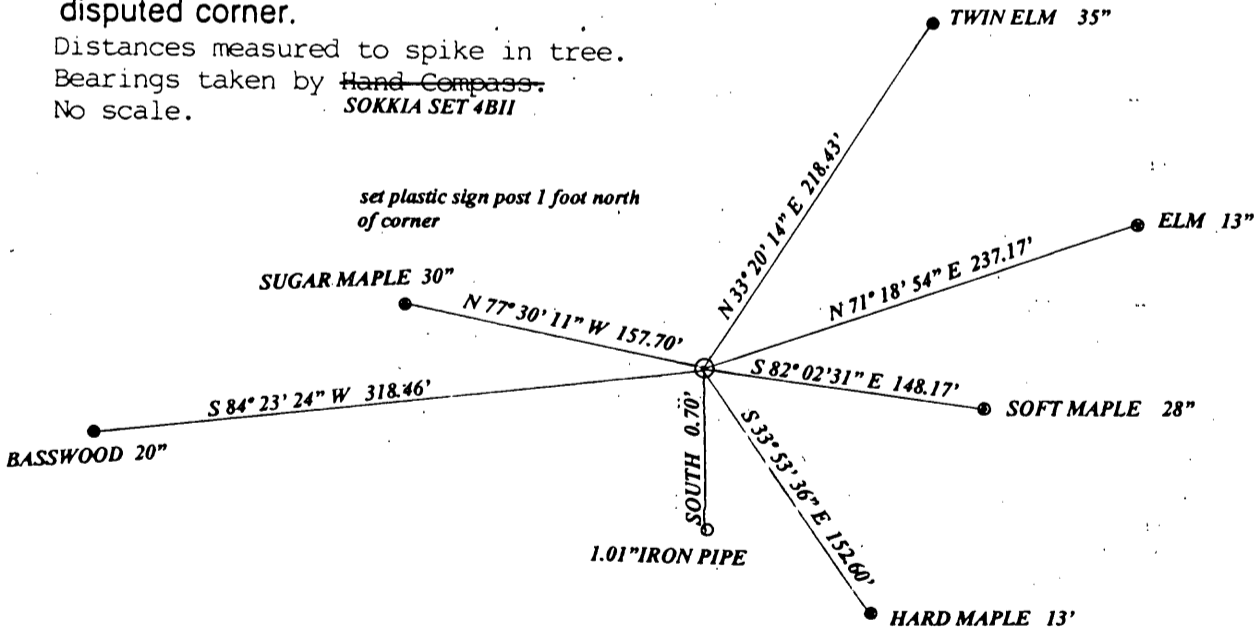 disputed corner.
TWIN ELM 35"
Distances measured to spike in tree.
Bearings taken by Hand Compass.
SOKKIA SET 4BII
No scale.
set plastic sign post 1 foot north
of corner
N 33° 20' 14" E 218.43'
ELM 13"
N 71° 18' 54" E 237.17'
SUGAR MAPLE 30"
N 77° 30' 11" W 157.70'
S 82° 02'31" E 148.17'
SOFT MAPLE 28"
S 84° 23' 24" W 318.46'
BASSWOOD 20"
SOUTH 0.70'
S 33° 53' 36" E 152.60'
1.01"IRON PIPE
HARD MAPLE 13'